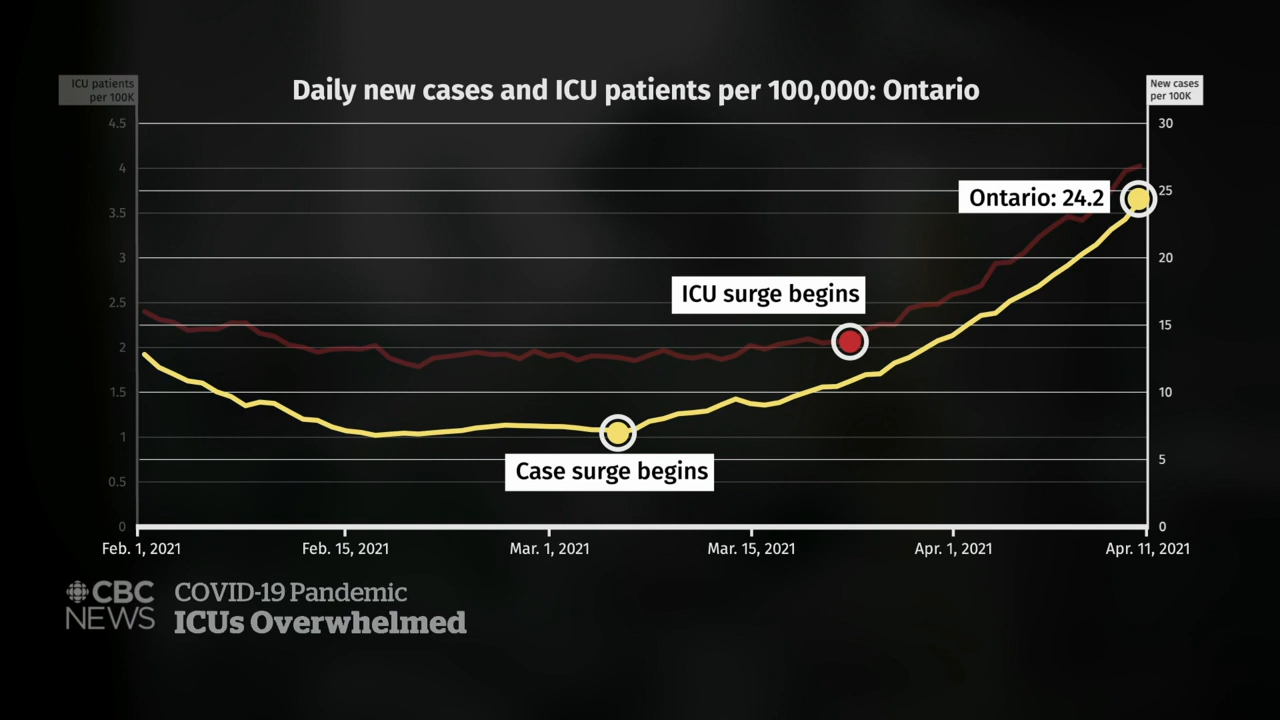 ICU patients
per 100K
Daily new cases and ICU patients per 100,000: Ontario
New cases
per 100K
4.5
4
3.5
3
2.5
2
1.5
1
0.5
0
30
25
20
15
10
5
0
Ontario: 24.2
ICU surge begins
Case surge begins
Feb. 1, 2021
Feb. 15, 2021
Mar. 1, 2021
Mar. 15, 2021
Apr. 1, 2021
Apr. 11, 2021
CBC
NEWS
COVID-19 Pandemic
ICUs Overwhelmed